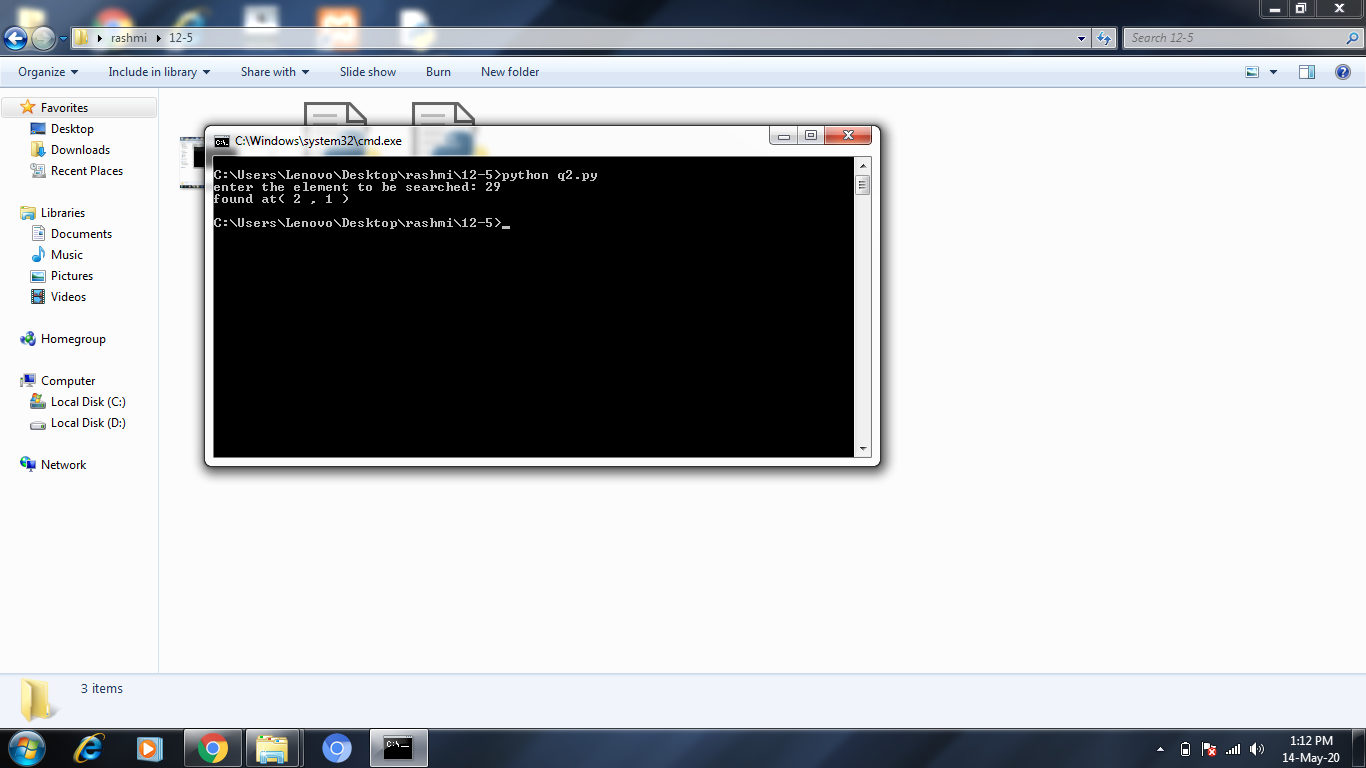 rashmi 12-5
Search 12-5
Organize Include in library Share with Slide show Burn New folder
Favorites
Desktop
Downloads
Recent Places
Libraries
Documents
Music
Pictures
Videos
Homegroup
Computer
Local Disk (C:)
Local Disk (D:)
Network
C:\Windows\system32\cmd.exe
C:\Users\Lenovo\Desktop\rashmi\12-5>python q2.py
enter the element to be searched: 29
found at( 2 , 1 )
C:\Users\Lenovo\Desktop\rashmi\12-5>_
3 items
1:12 PM
14-May-20